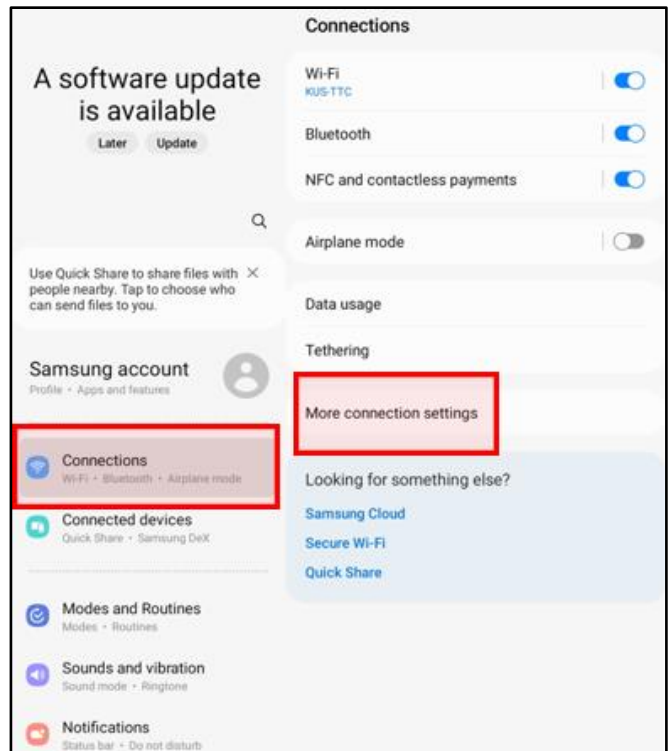 A software update
is available
Later Update
Use Quick Share to share files with
people nearby. Tap to choose who
can send files to you.
Samsung account
Profile • Apps and features
Connections
Wi-Fi • Bluetooth • Airplane mode
Connected devices
Quick Share • Samsung DeX
Modes and Routines
Modes • Routines
Sounds and vibration
Sound mode • Ringtone
Notifications
Status bar • Do not disturb
Connections
Wi-Fi
KUS-TTC
Bluetooth
NFC and contactless payments
Airplane mode
Data usage
Tethering
More connection settings
Looking for something else?
Samsung Cloud
Secure Wi-Fi
Quick Share